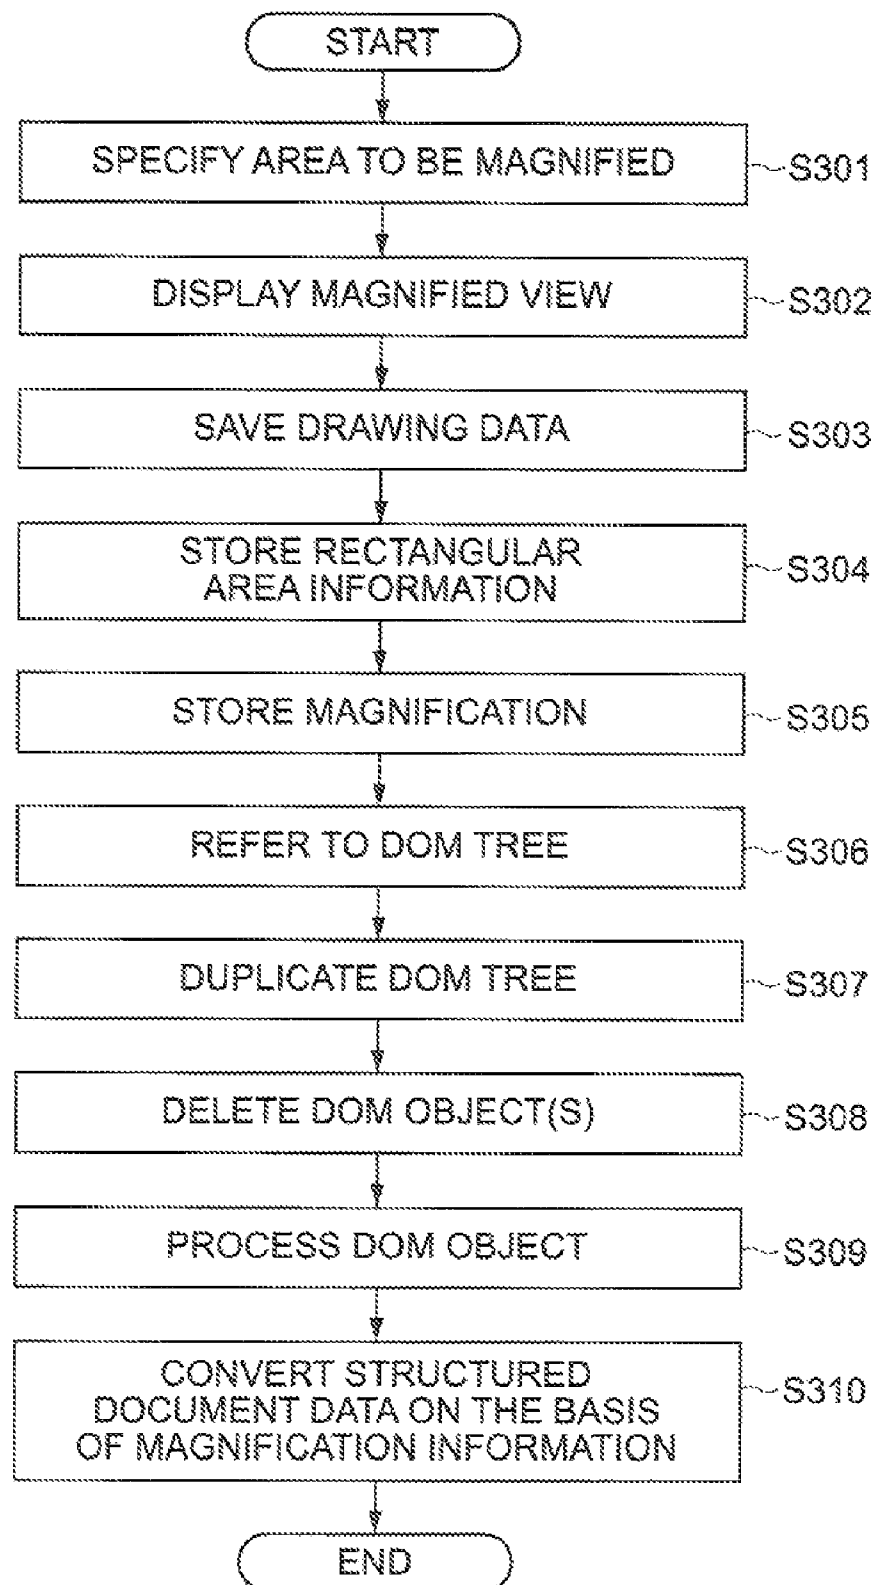 START
SPECIFY AREA TO BE MAGNIFIED
S301
DISPLAY MAGNIFIED VIEW
S302
SAVE DRAWING DATA
S303
STORE RECTANGULAR
AREA INFORMATION
S304
STORE MAGNIFICATION
S305
REFER TO DOM TREE
S306
DUPLICATE DOM TREE
S307
DELETE DOM OBJECT(S)
S308
PROCESS DOM OBJECT
S309
CONVERT STRUCTURED
DOCUMENT DATA ON THE BASIS
OF MAGNIFICATION INFORMATION
S310
END